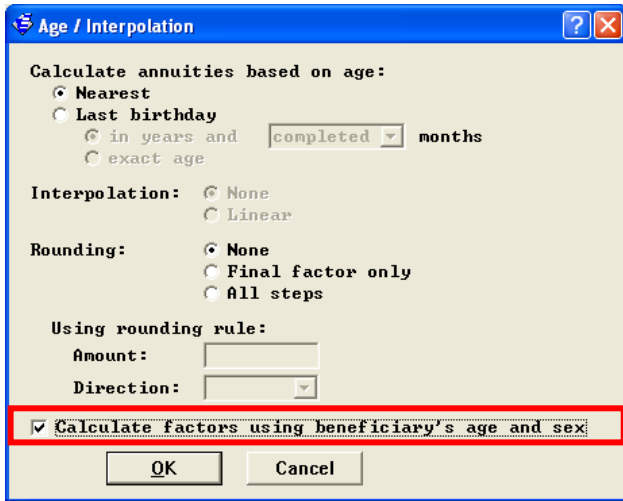 Age / Interpolation
Calculate annuities based on age:
Nearest
Last birthday
in years and completed months
exact age
Interpolation: None
Linear
Rounding: None
Final factor only
All steps
Using rounding rule:
Amount:
Direction:
Calculate factors using beneficiary's age and sex
OK Cancel